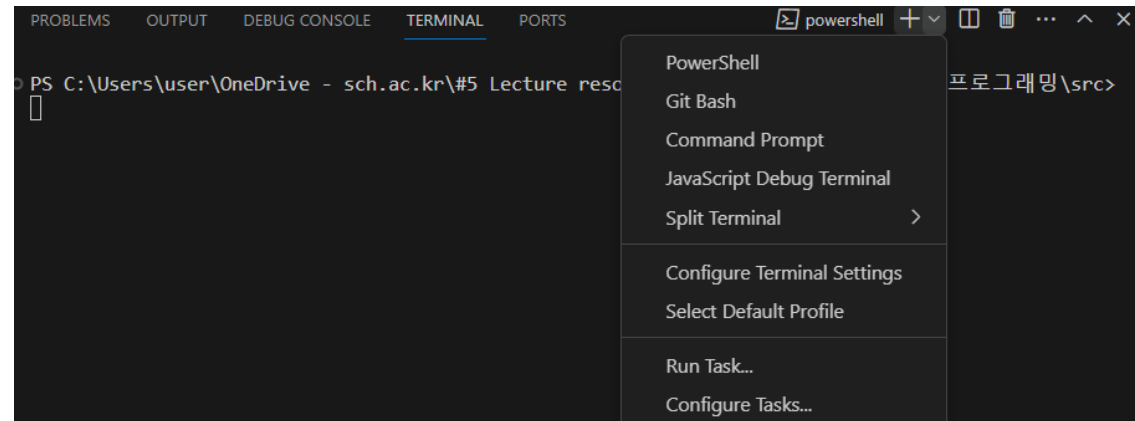 PROBLEMS OUTPUT DEBUG CONSOLE TERMINAL PORTS powershell
PS C:\Users\user\OneDrive - sch.ac.kr\#5 Lecture reso 프로그래밍\src>
PowerShell
Git Bash
Command Prompt
JavaScript Debug Terminal
Split Terminal
Configure Terminal Settings
Select Default Profile
Run Task...
Configure Tasks...